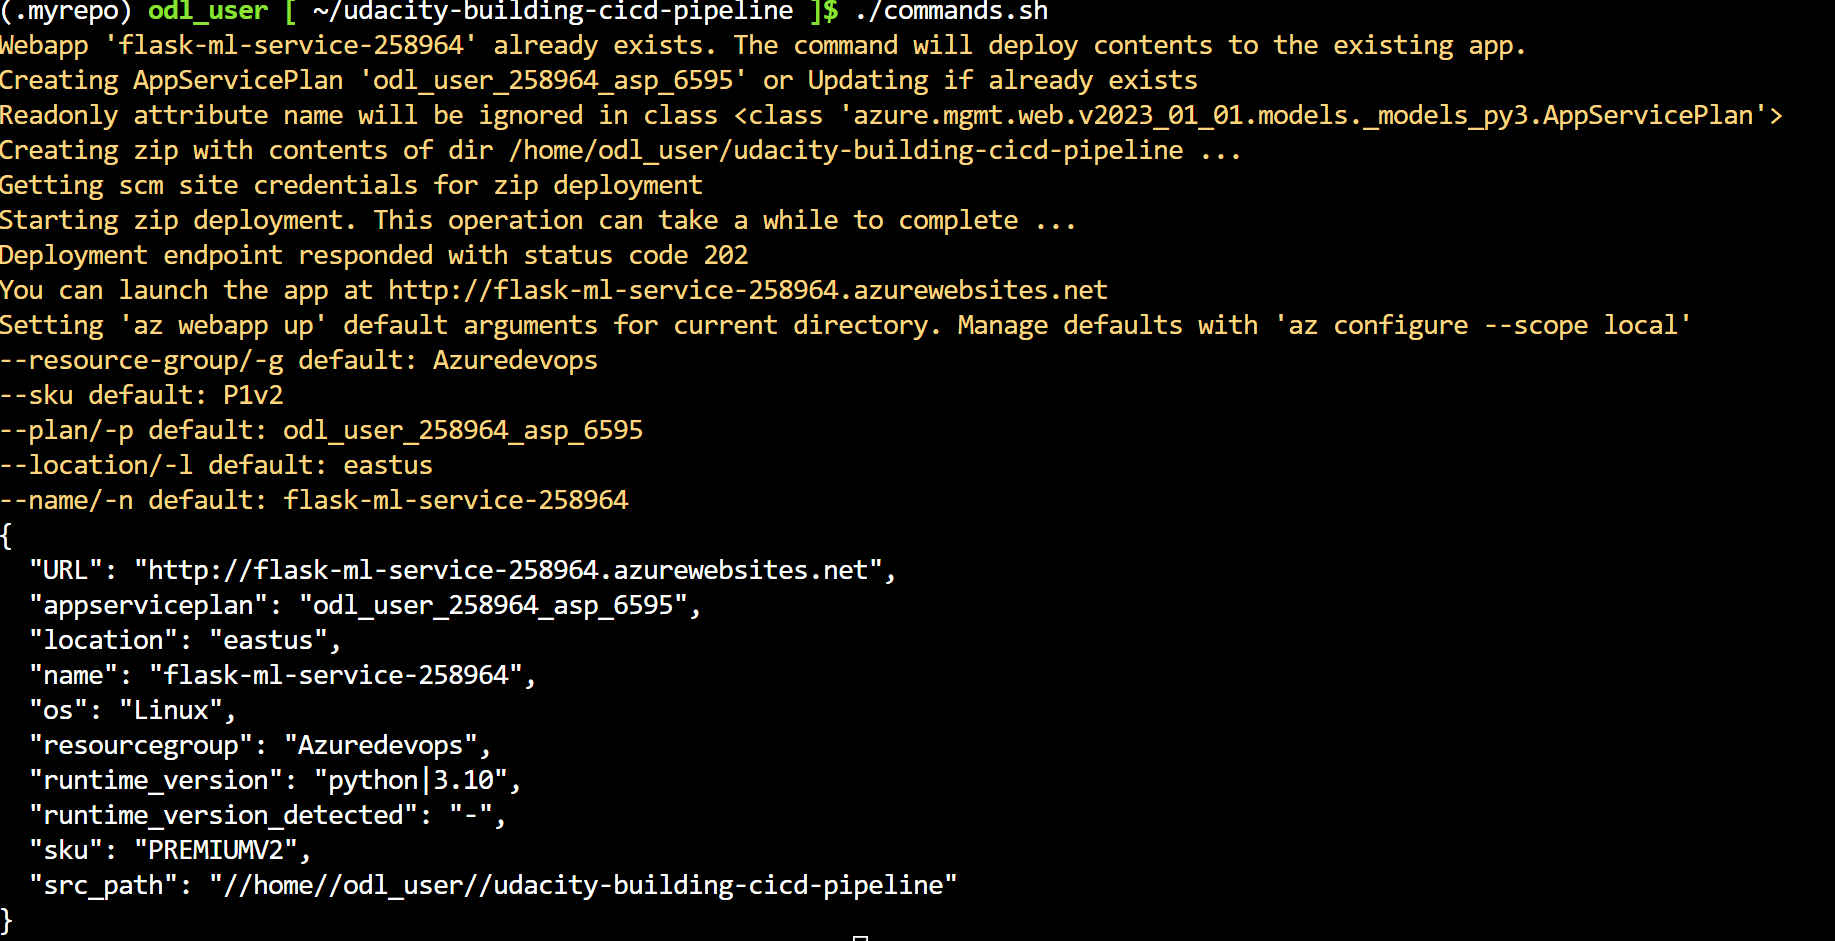 (.myrepo) odl_user [ ~/udacity-building-cicd-pipeline ]$ ./commands.sh
Webapp 'flask-ml-service-258964' already exists. The command will deploy contents to the existing app.
Creating AppServicePlan 'odl_user_258964_asp_6595' or Updating if already exists
Readonly attribute name will be ignored in class <class 'azure.mgmt.web.v2023_01_01.models._models_py3.AppServicePlan'>
Creating zip with contents of dir /home/odl_user/udacity-building-cicd-pipeline ...
Getting scm site credentials for zip deployment
Starting zip deployment. This operation can take a while to complete ...
Deployment endpoint responded with status code 202
You can launch the app at http://flask-ml-service-258964.azurewebsites.net
Setting 'az webapp up' default arguments for current directory. Manage defaults with 'az configure --scope local'
--resource-group/-g default: Azuredevops
--sku default: P1v2
--plan/-p default: odl_user_258964_asp_6595
--location/-l default: eastus
--name/-n default: flask-ml-service-258964
{
  "URL": "http://flask-ml-service-258964.azurewebsites.net",
  "appserviceplan": "odl_user_258964_asp_6595",
  "location": "eastus",
  "name": "flask-ml-service-258964",
  "os": "Linux",
  "resourcegroup": "Azuredevops",
  "runtime_version": "python|3.10",
  "runtime_version_detected": "-",
  "sku": "PREMIUMV2",
  "src_path": "//home//odl_user//udacity-building-cicd-pipeline"
}